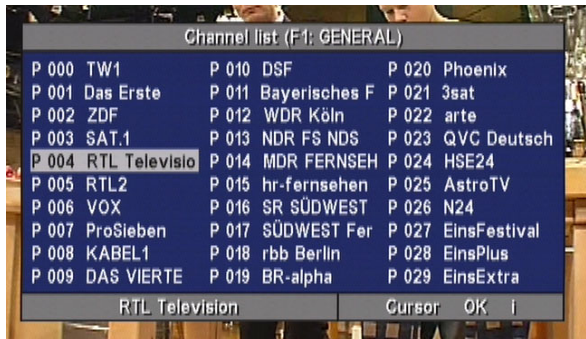 Channel list (F1: GENERAL)
P 000 TW1
P 001 Das Erste
P 002 ZDF
P 003 SAT.1
P 004 RTL Televisio
P 005 RTL2
P 006 VOX
P 007 ProSieben
P 008 KABEL1
P 009 DAS VIERTE
P 010 DSF
P 011 Bayerisches F
P 012 WDR Köln
P 013 NDR FS NDS
P 014 MDR FERNSEH
P 015 hr-fernsehen
P 016 SR SÜDWEST
P 017 SÜDWEST Fer
P 018 rbb Berlin
P 019 BR-alpha
P 020 Phoenix
P 021 3sat
P 022 arte
P 023 QVC Deutsch
P 024 HSE24
P 025 AstroTV
P 026 N24
P 027 EinsFestival
P 028 EinsPlus
P 029 EinsExtra
RTL Television
Cursor OK i